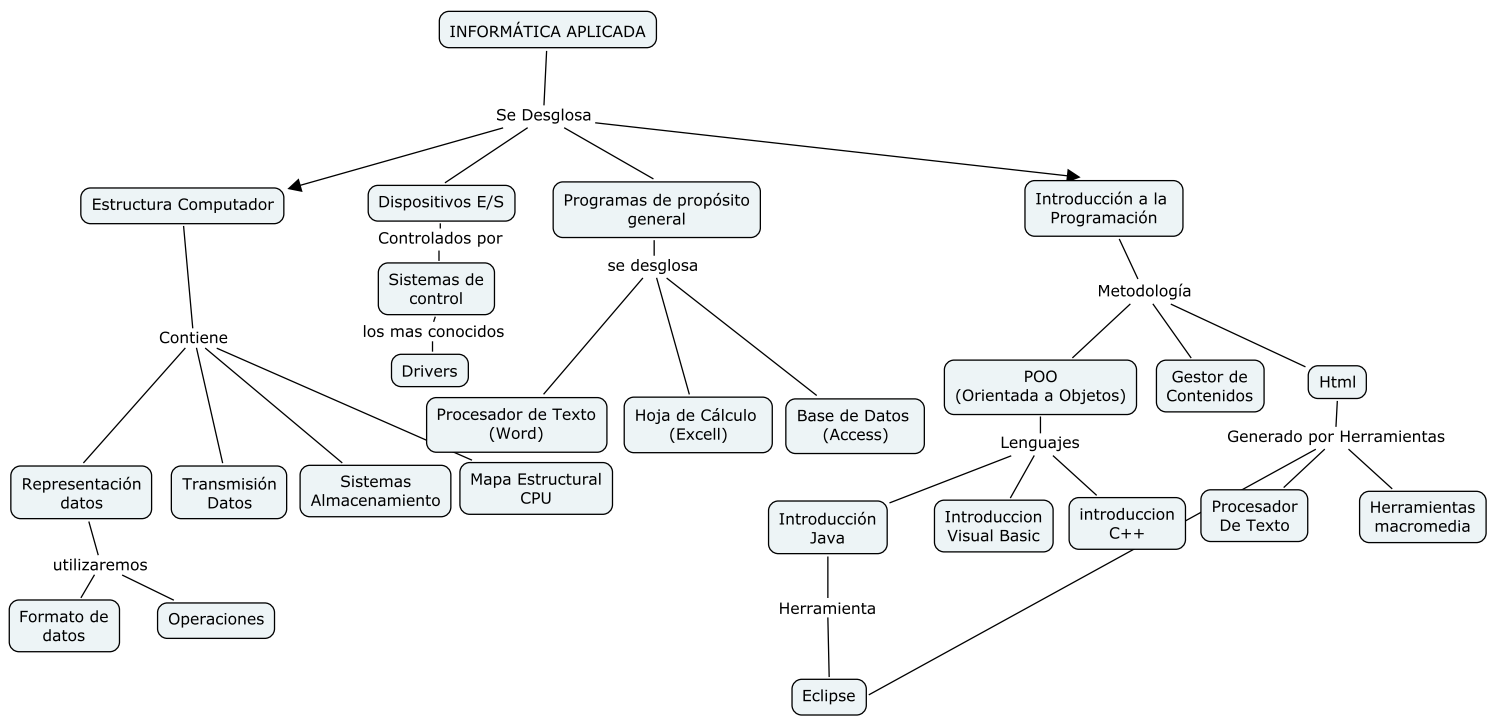 INFORMÁTICA APLICADA
Se Desglosa
Estructura Computador
Dispositivos E/S
Programas de propósito
general
Introducción a la
Programación
Controlados por
se desglosa
Sistemas de
control
Metodología
los mas conocidos
Contiene
Drivers
POO
(Orientada a Objetos)
Gestor de
Contenidos
Html
Procesador de Texto
(Word)
Hoja de Cálculo
(Excell)
Base de Datos
(Access)
Lenguajes
Generado por Herramientas
Representación
datos
Transmisión
Datos
Sistemas
Almacenamiento
Mapa Estructural
CPU
Introducción
Java
Introduccion
Visual Basic
introduccion
C++
Procesador
De Texto
Herramientas
macromedia
utilizaremos
Formato de
datos
Operaciones
Herramienta
Eclipse